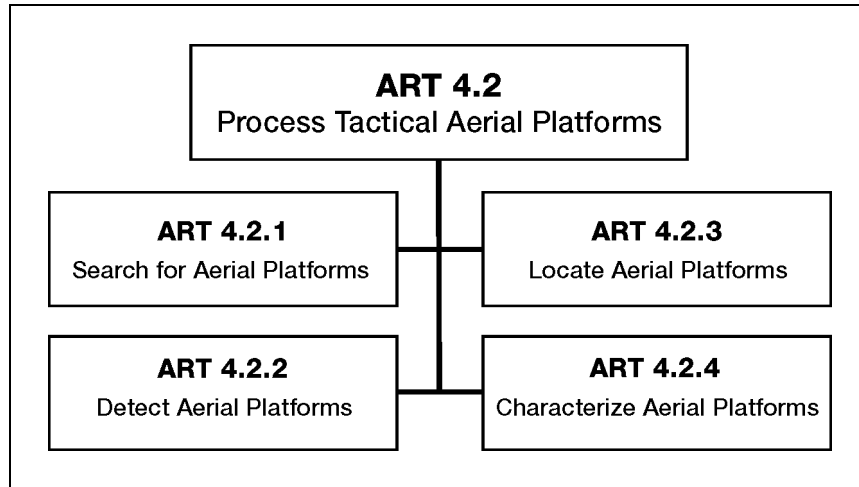 ART 4.2
Process Tactical Aerial Platforms
ART 4.2.1
Search for Aerial Platforms
ART 4.2.2
Detect Aerial Platforms
ART 4.2.3
Locate Aerial Platforms
ART 4.2.4
Characterize Aerial Platforms